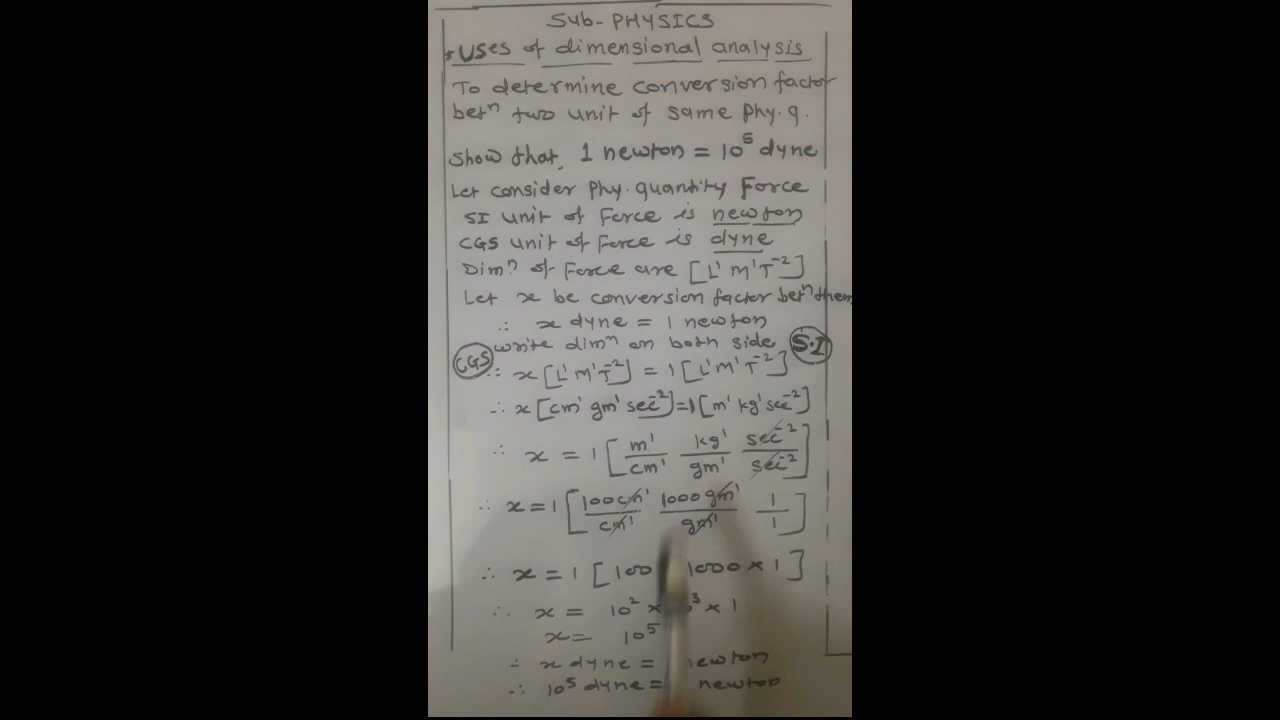 Sub- PHYSICS
* Uses of dimensional analysis
To determine conversion factor
betⁿ two unit of same phy. q.
Show that, 1 newton = 10⁵ dyne
Let consider phy. quantity Force
SI unit of Force is newton
CGS unit of Force is dyne
Dimⁿ of Force are [L¹ M¹ T⁻²]
Let x be conversion factor betⁿ them
∴ x dyne = 1 newton
write dimⁿ on both side
CGS S.I
∴ x [L¹ M¹ T⁻²] = 1 [L¹ M¹ T⁻²]
∴ x [cm¹ gm¹ sec⁻²] = 1 [m¹ kg¹ sec⁻²]
∴ x = 1 [m¹/cm¹ kg¹/gm¹ sec⁻²/sec⁻²]
∴ x = 1 [100cm¹/cm¹ 1000gm¹/gm¹ 1/1]
∴ x = 1 [100 1000 × 1]
∴ x = 10² × ³ × 1
x = 10⁵
∴ x dyne = newton
∴ 10⁵ dyne = newton